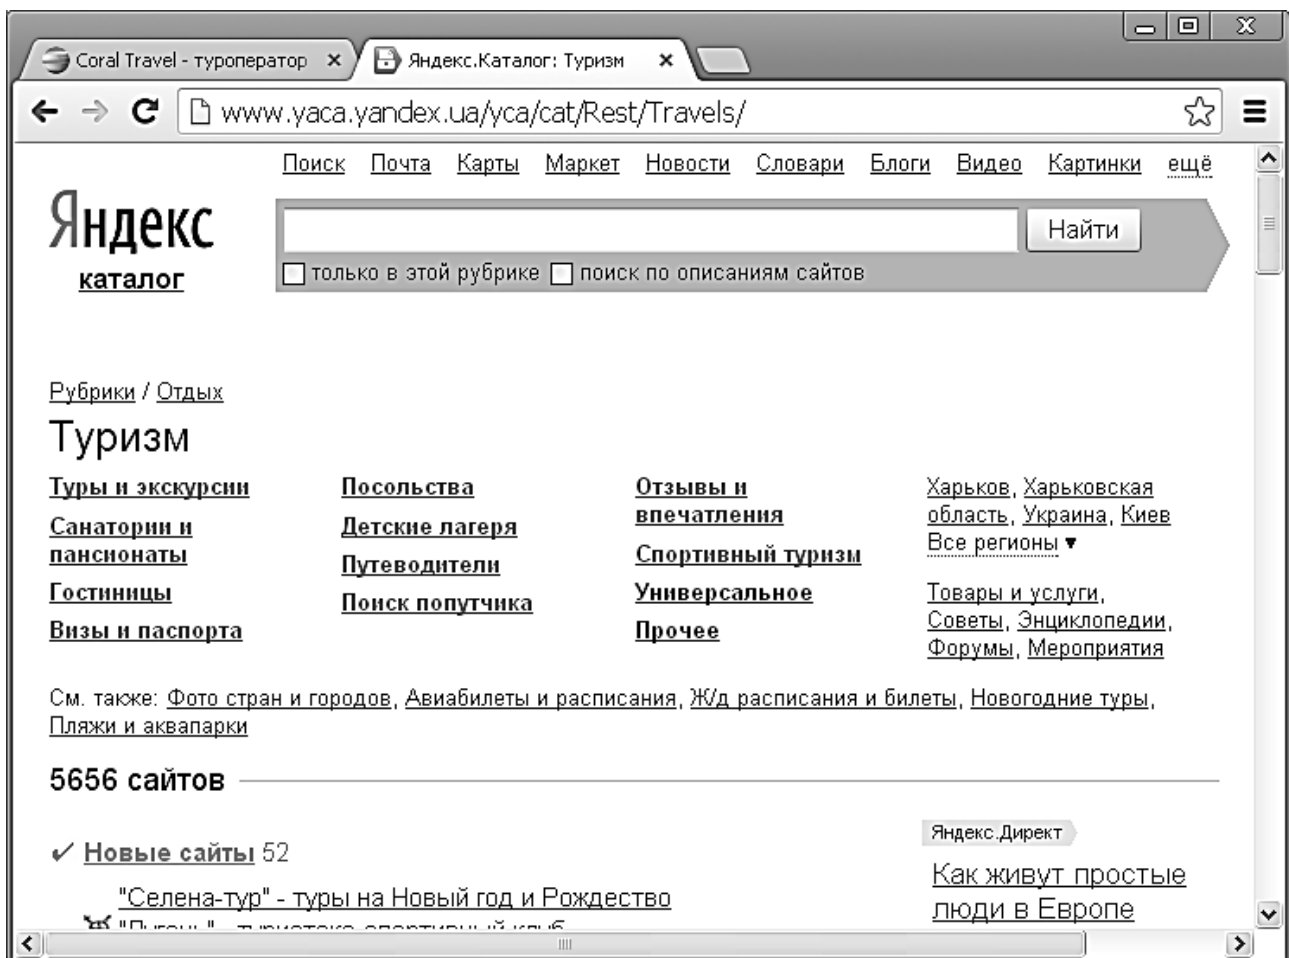 Coral Travel - туроператор
Яндекс.Каталог: Туризм
www.yaca.yandex.ua/yca/cat/Rest/Travels/
Поиск Почта Карты Маркет Новости Словари Блоги Видео Картинки ещё
Яндекс
каталог
Найти
только в этой рубрике поиск по описаниям сайтов
Рубрики / Отдых
Туризм
Туры и экскурсии
Санатории и
пансионаты
Гостиницы
Визы и паспорта
Посольства
Детские лагеря
Путеводители
Поиск попутчика
Отзывы и
впечатления
Спортивный туризм
Универсальное
Прочее
Харьков, Харьковская
область, Украина, Киев
Все регионы ▼
Товары и услуги,
Советы, Энциклопедии,
Форумы, Мероприятия
См. также: Фото стран и городов, Авиабилеты и расписания, Ж/д расписания и билеты, Новогодние туры,
Пляжи и аквапарки
5656 сайтов
Новые сайты 52
"Селена-тур" - туры на Новый год и Рождество
Яндекс.Директ
Как живут простые
люди в Европе